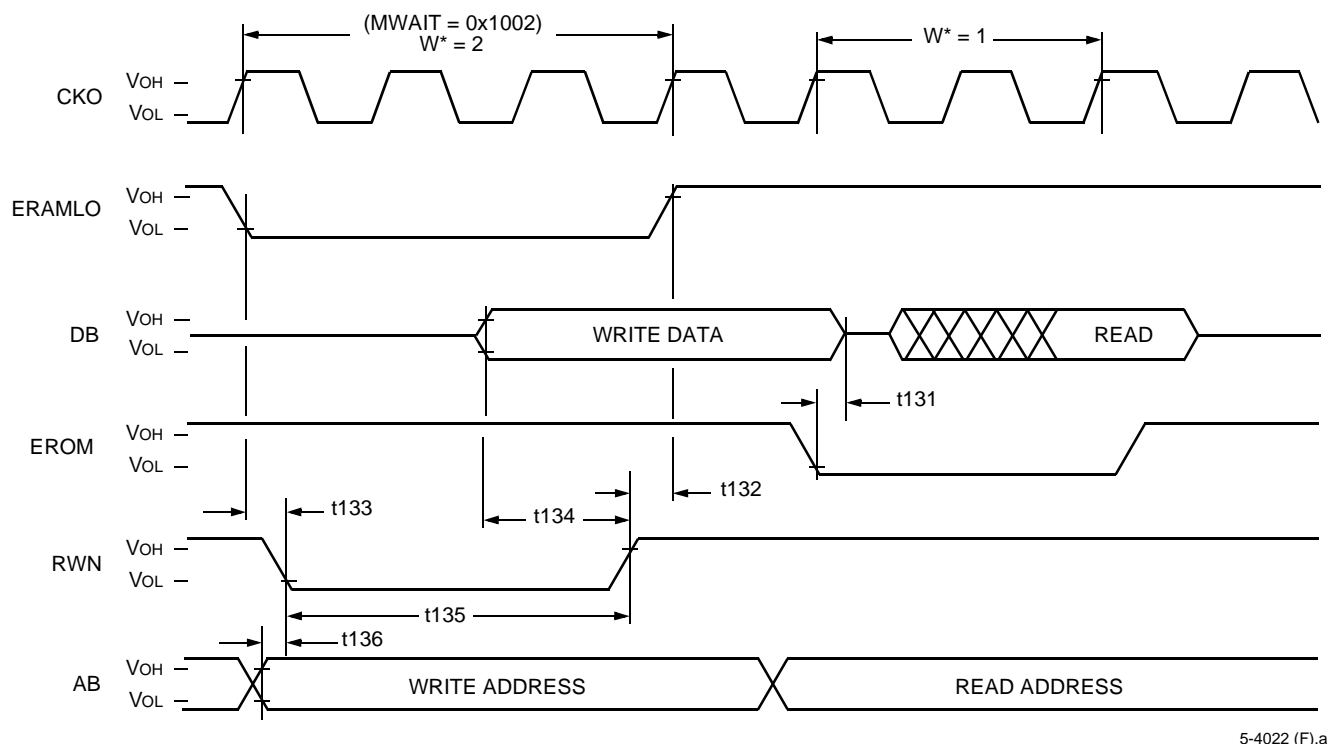 (MWAIT = 0x1002)
W* = 2
W* = 1
CKO
VOH
VOL
ERAMLO
VOH
VOL
DB
VOH
VOL
WRITE DATA
READ
t131
EROM
VOH
VOL
t132
t133
t134
RWN
VOH
VOL
t135
t136
AB
VOH
VOL
WRITE ADDRESS
READ ADDRESS
5-4022 (F).a